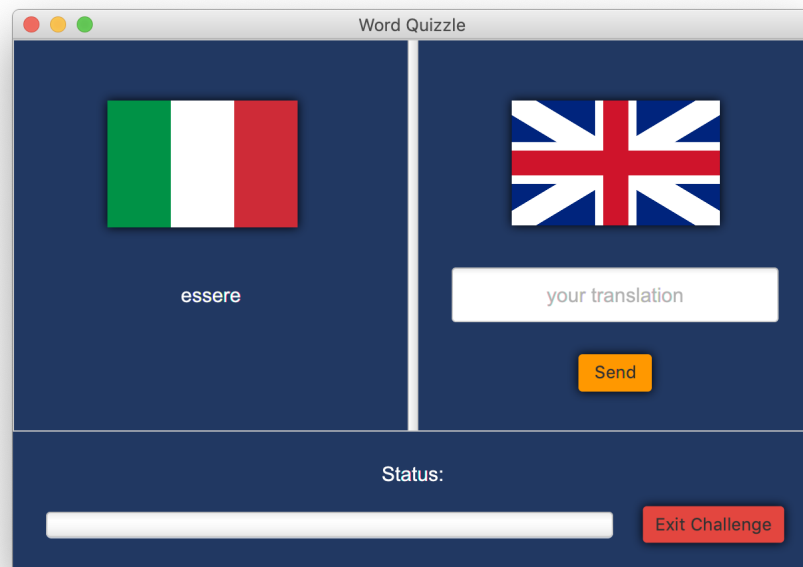 Word Quizzle
essere
your translation
Send
Status:
Exit Challenge